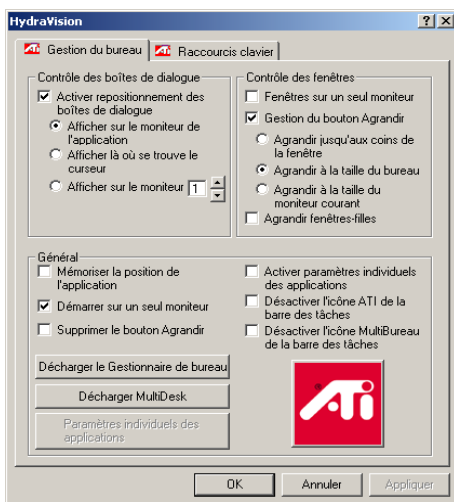 HydraVision
ATI Gestion du bureau
ATI Raccourcis clavier
Contrôle des boîtes de dialogue
Activer repositionnement des
boîtes de dialogue
Afficher sur le moniteur de
l'application
Afficher là où se trouve le
curseur
Afficher sur le moniteur 1
Contrôle des fenêtres
Fenêtres sur un seul moniteur
Gestion du bouton Agrandir
Agrandir jusqu'aux coins de
la fenêtre
Agrandir à la taille du bureau
Agrandir à la taille du
moniteur courant
Agrandir fenêtres-filles
Général
Mémoriser la position de
l'application
Démarrer sur un seul moniteur
Supprimer le bouton Agrandir
Décharger le Gestionnaire de bureau
Décharger MultiDesk
Paramètres individuels des
applications
Activer paramètres individuels
des applications
Désactiver l'icône ATI de la
barre des tâches
Désactiver l'icône MultiBureau
de la barre des tâches
ATI
OK
Annuler
Appliquer